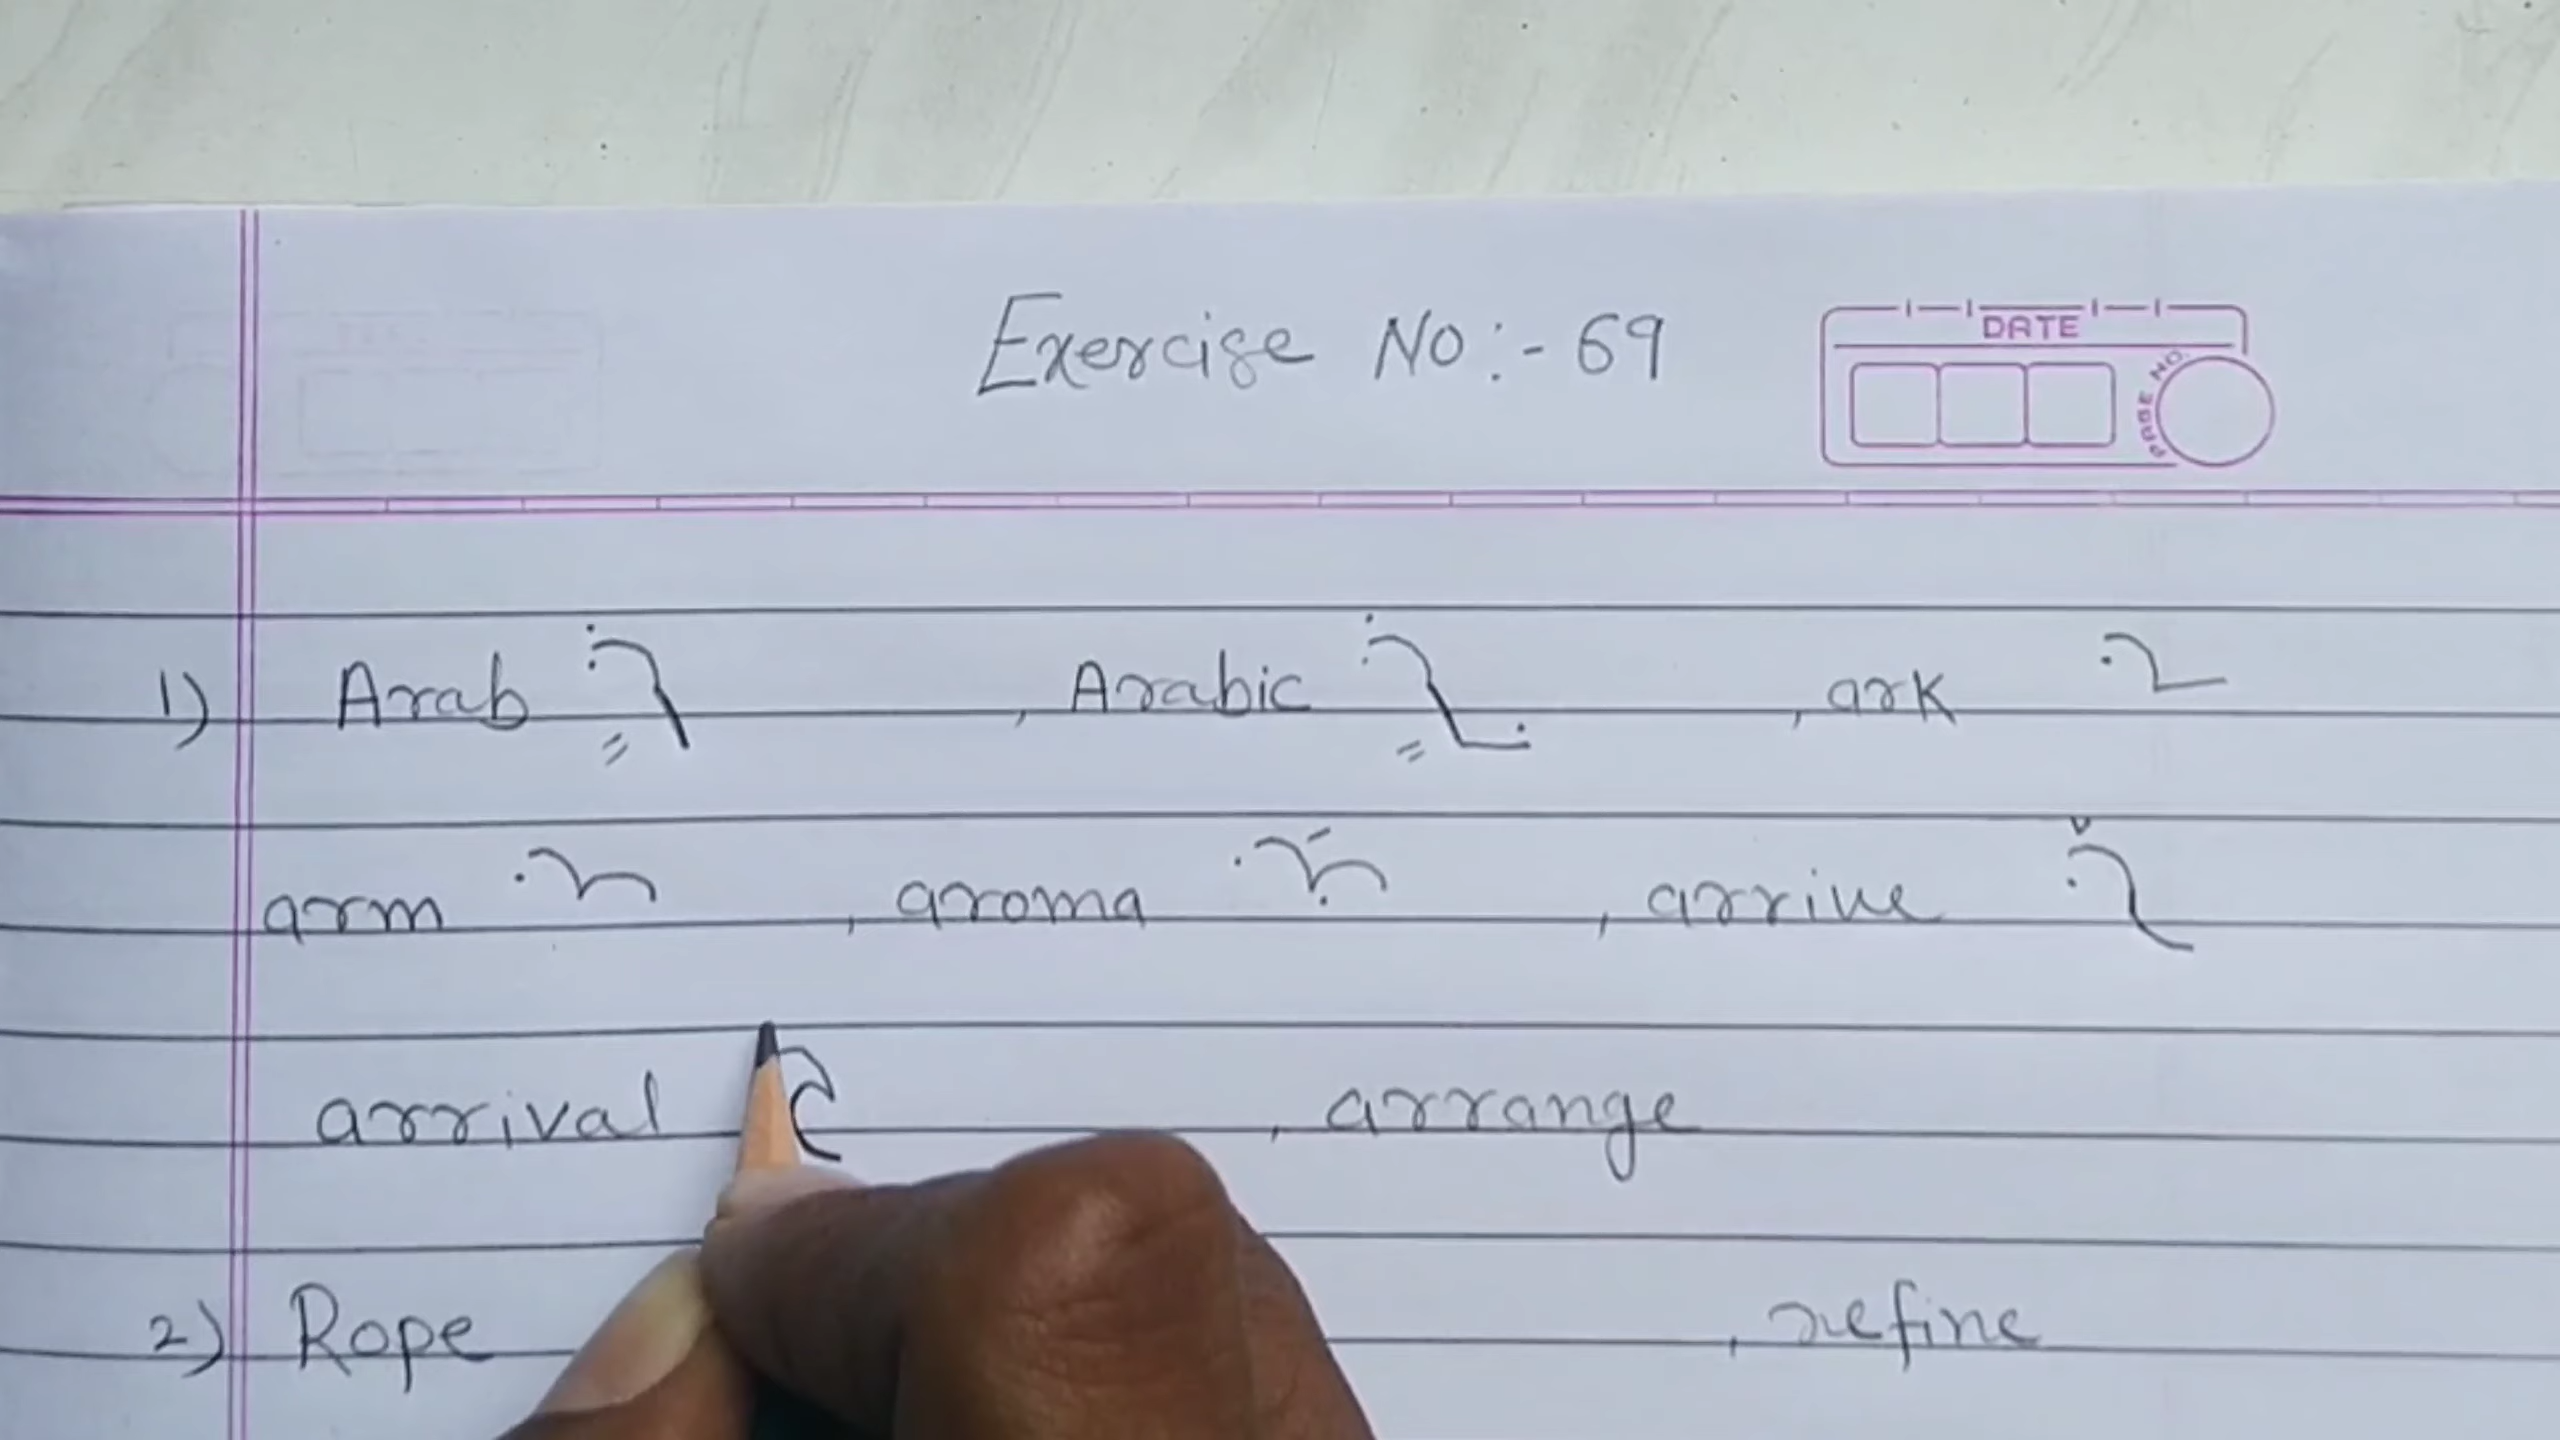 Exercise No:- 69
DATE
PAGE NO.
1) Arab , Arabic , ark
arm , aroma , arrive
arrival , arrange
2) Rope , refine